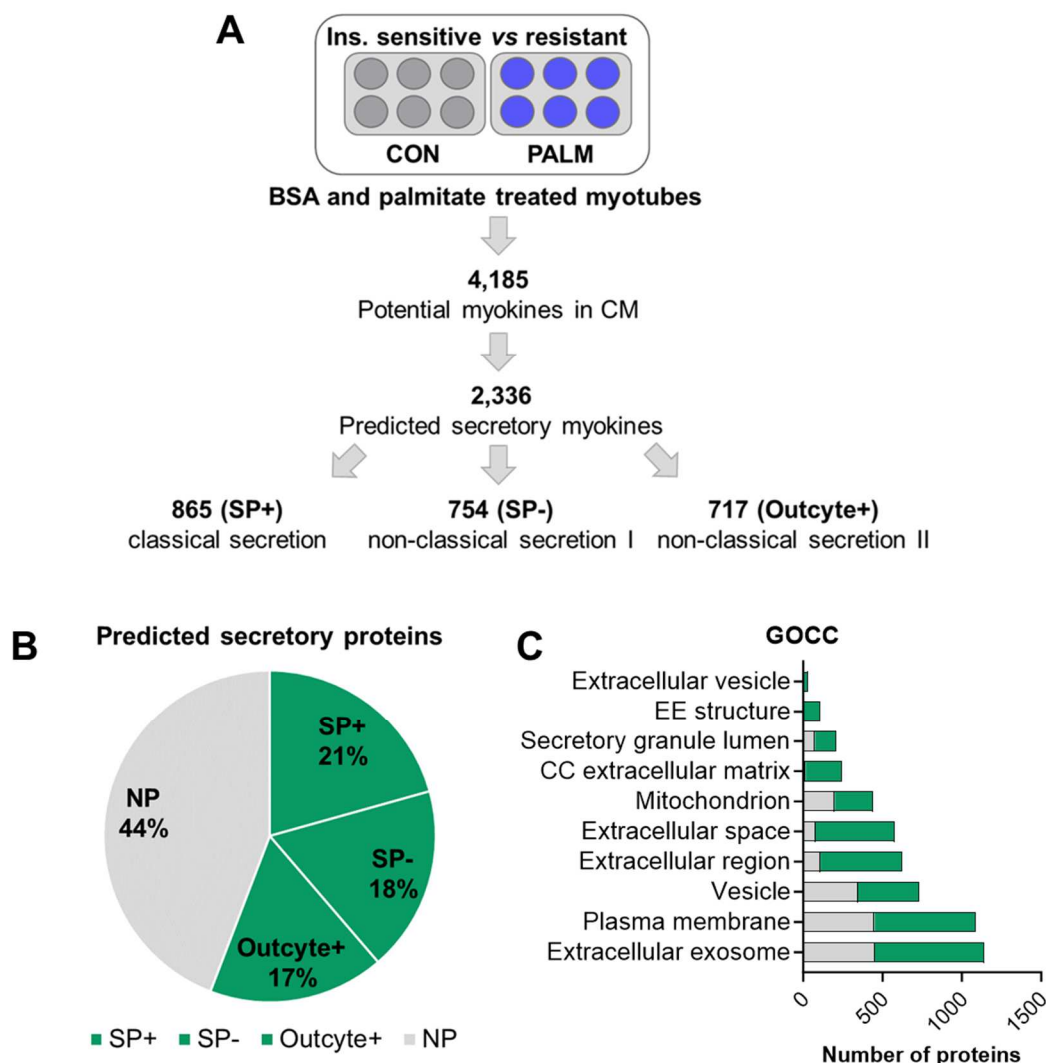 A
Ins. sensitive vs resistant
CON PALM
BSA and palmitate treated myotubes
4,185
Potential myokines in CM
2,336
Predicted secretory myokines
865 (SP+) 754 (SP-) 717 (Outcyte+)
classical secretion non-classical secretion I non-classical secretion II
B
Predicted secretory proteins
SP+
21%
SP-
18%
Outcyte+
17%
NP
44%
SP+ SP- Outcyte+ NP
C
GOCC
Extracellular vesicle
EE structure
Secretory granule lumen
CC extracellular matrix
Mitochondrion
Extracellular space
Extracellular region
Vesicle
Plasma membrane
Extracellular exosome
0 500 1000 1500
Number of proteins